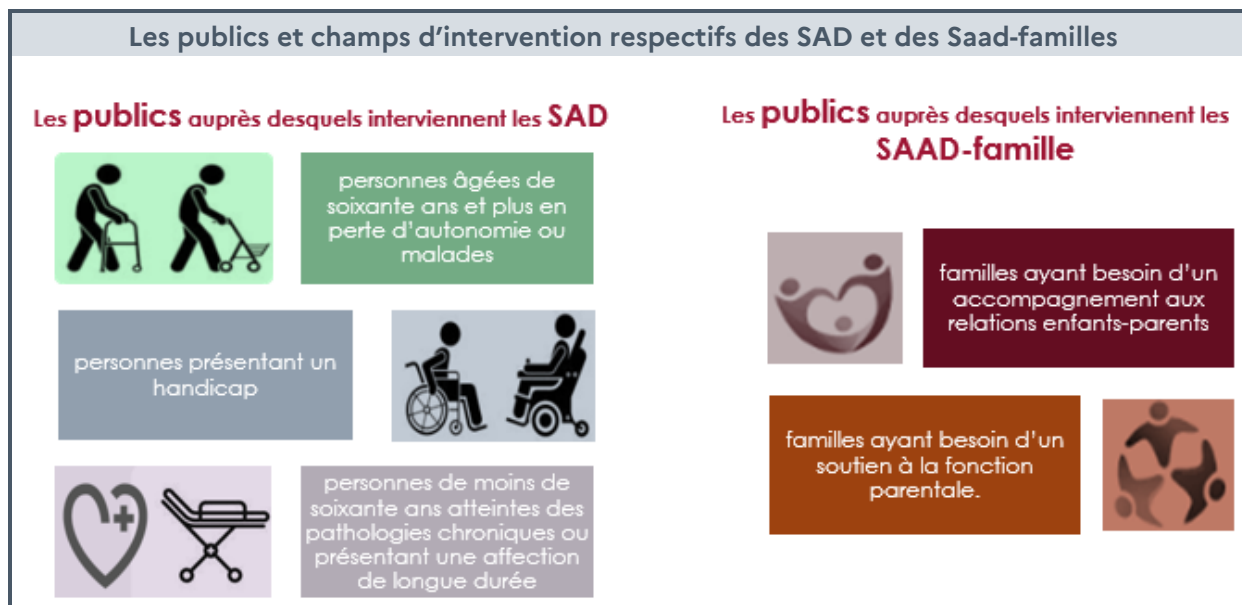 Les publics et champs d’intervention respectifs des SAD et des Saad-familles
Les publics auprès desquels interviennent les SAD
personnes âgées de
soixante ans et plus en
perte d’autonomie ou
malades
personnes présentant un
handicap
personnes de moins de
soixante ans atteintes des
pathologies chroniques ou
présentant une affection
de longue durée
Les publics auprès desquels interviennent les
SAAD-famille
familles ayant besoin d’un
accompagnement aux
relations enfants-parents
familles ayant besoin d’un
soutien à la fonction
parentale.